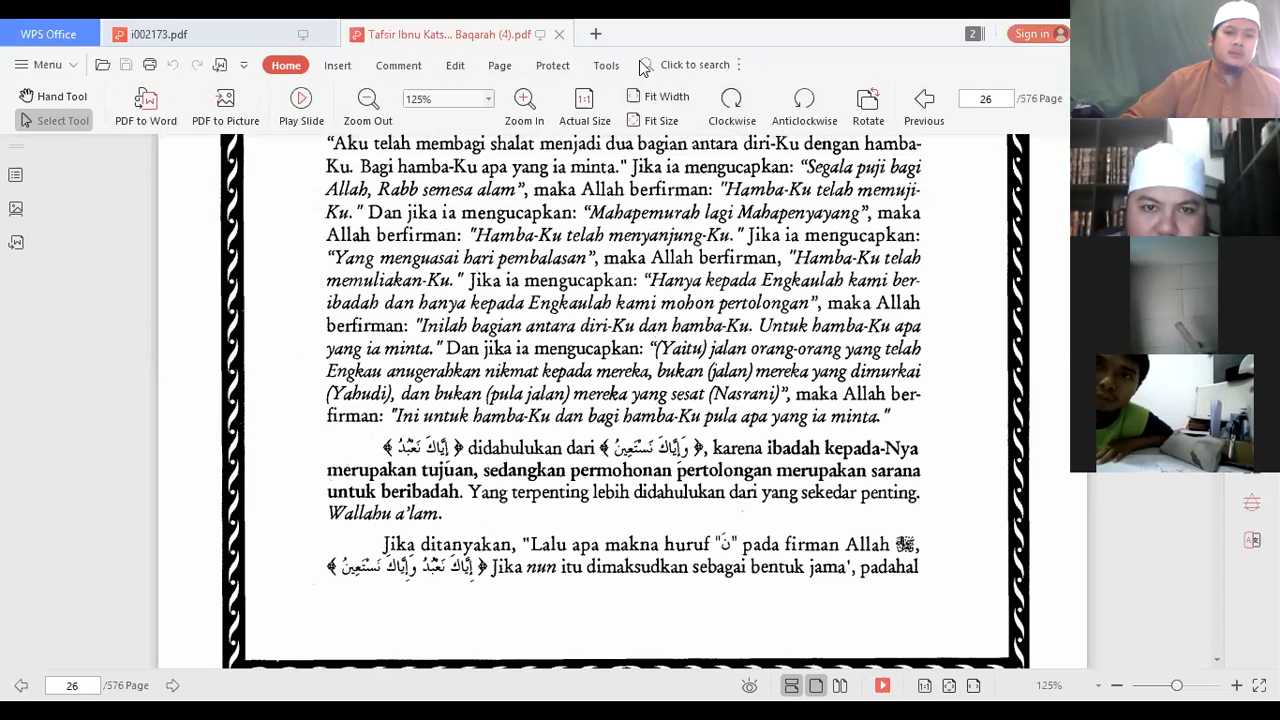 WPS Office
i002173.pdf
Tafsir Ibnu Kats... Baqarah (4).pdf
2
Sign in
Menu
Home
Insert
Comment
Edit
Page
Protect
Tools
Click to search
Hand Tool
Select Tool
PDF to Word
PDF to Picture
Play Slide
Zoom Out
125%
Zoom In
Actual Size
Fit Width
Fit Size
Clockwise
Anticlockwise
Rotate
Previous
26
/576 Page
"Aku telah membagi shalat menjadi dua bagian antara diri-Ku dengan hamba-
Ku. Bagi hamba-Ku apa yang ia minta." Jika ia mengucapkan: "Segala puji bagi
Allah, Rabb semesta alam", maka Allah berfirman: "Hamba-Ku telah memuji-
Ku." Dan jika ia mengucapkan: "Mahapemurah lagi Mahapenyayang", maka
Allah berfirman: "Hamba-Ku telah menyanjung-Ku." Jika ia mengucapkan:
"Yang menguasai hari pembalasan", maka Allah berfirman, "Hamba-Ku telah
memuliakan-Ku." Jika ia mengucapkan: "Hanya kepada Engkaulah kami ber-
ibadah dan hanya kepada Engkaulah kami mohon pertolongan", maka Allah
berfirman: "Inilah bagian antara diri-Ku dan hamba-Ku. Untuk hamba-Ku apa
yang ia minta." Dan jika ia mengucapkan: "(Yaitu) jalan orang-orang yang telah
Engkau anugerahkan nikmat kepada mereka, bukan (jalan) mereka yang dimurkai
(Yahudi), dan bukan (pula jalan) mereka yang sesat (Nasrani)", maka Allah ber-
firman: "Ini untuk hamba-Ku dan bagi hamba-Ku pula apa yang ia minta."
﴾ إِيَّاكَ نَعْبُدُ ﴿ didahulukan dari ﴾ وَإِيَّاكَ نَسْتَعِينُ ﴿, karena ibadah kepada-Nya
merupakan tujuan, sedangkan permohonan pertolongan merupakan sarana
untuk beribadah. Yang terpenting lebih didahulukan dari yang sekedar penting.
Wallahu a'lam.
Jika ditanyakan, "Lalu apa makna huruf "نَ" pada firman Allah ﷻ,
﴾ إِيَّاكَ نَعْبُدُ وَإِيَّاكَ نَسْتَعِينُ ﴿ Jika nun itu dimaksudkan sebagai bentuk jama', padahal
26
/576 Page
125%